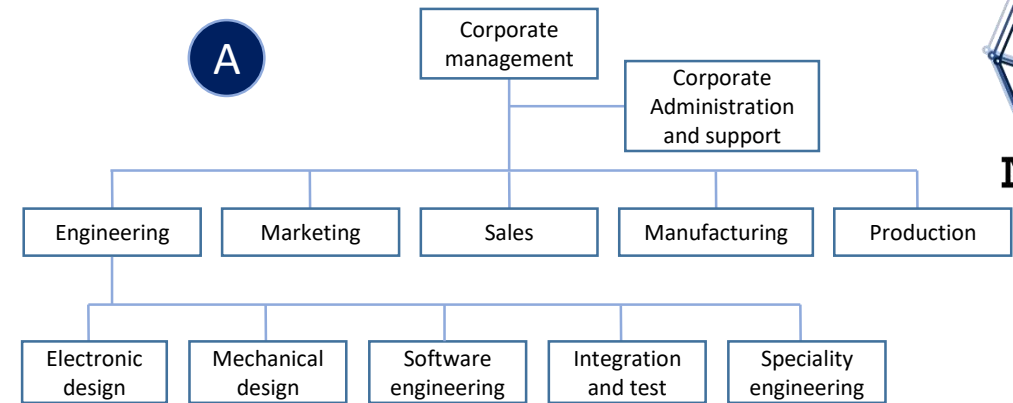 A
Corporate
management
Corporate
Administration
and support
Engineering
Marketing
Sales
Manufacturing
Production
Electronic
design
Mechanical
design
Software
engineering
Integration
and test
Speciality
engineering